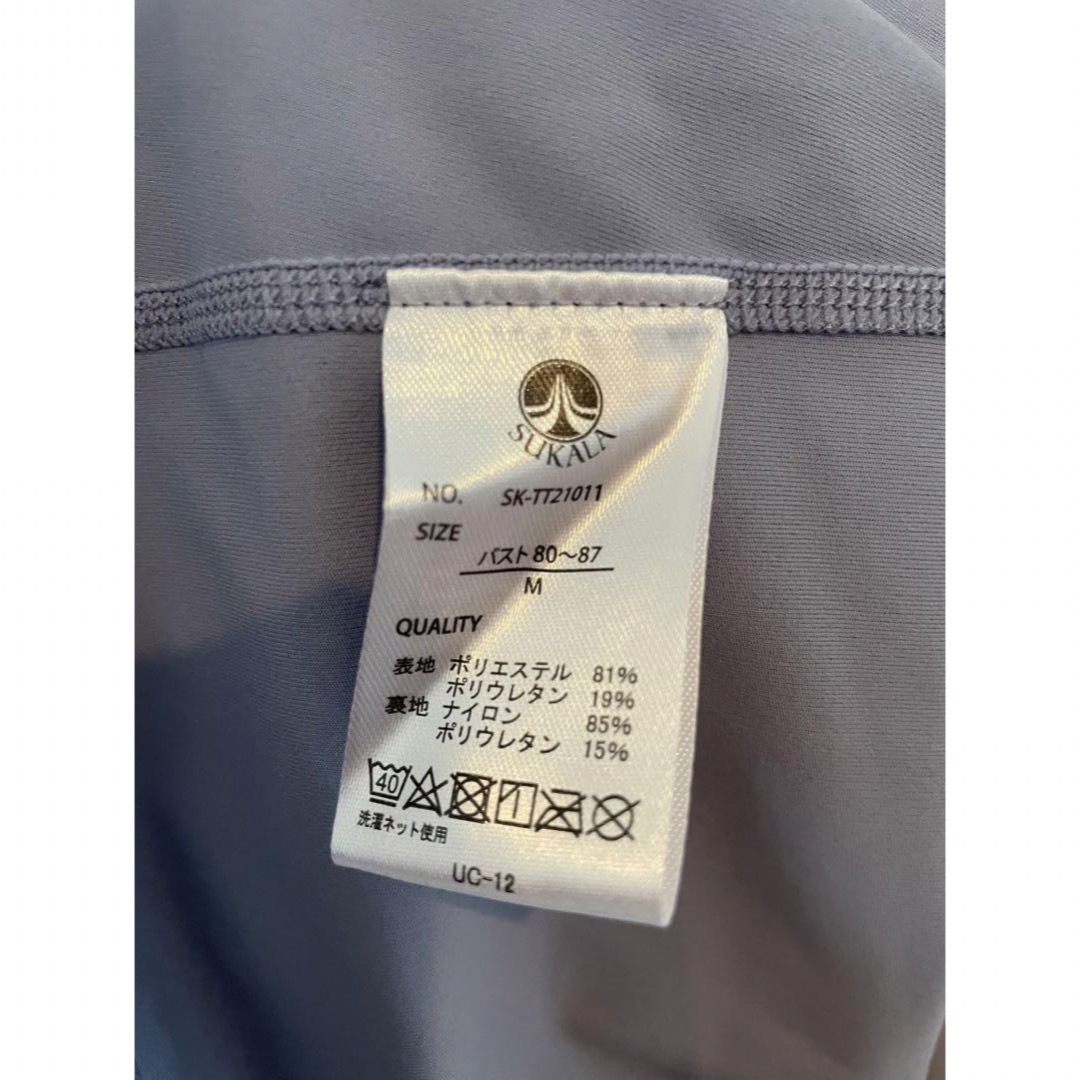 SUKALA
NO. SK-TT21011
SIZE
バスト80～87
M
QUALITY
表地 ポリエステル 81%
ポリウレタン 19%
裏地 ナイロン 85%
ポリウレタン 15%
40
洗濯ネット使用
UC-12